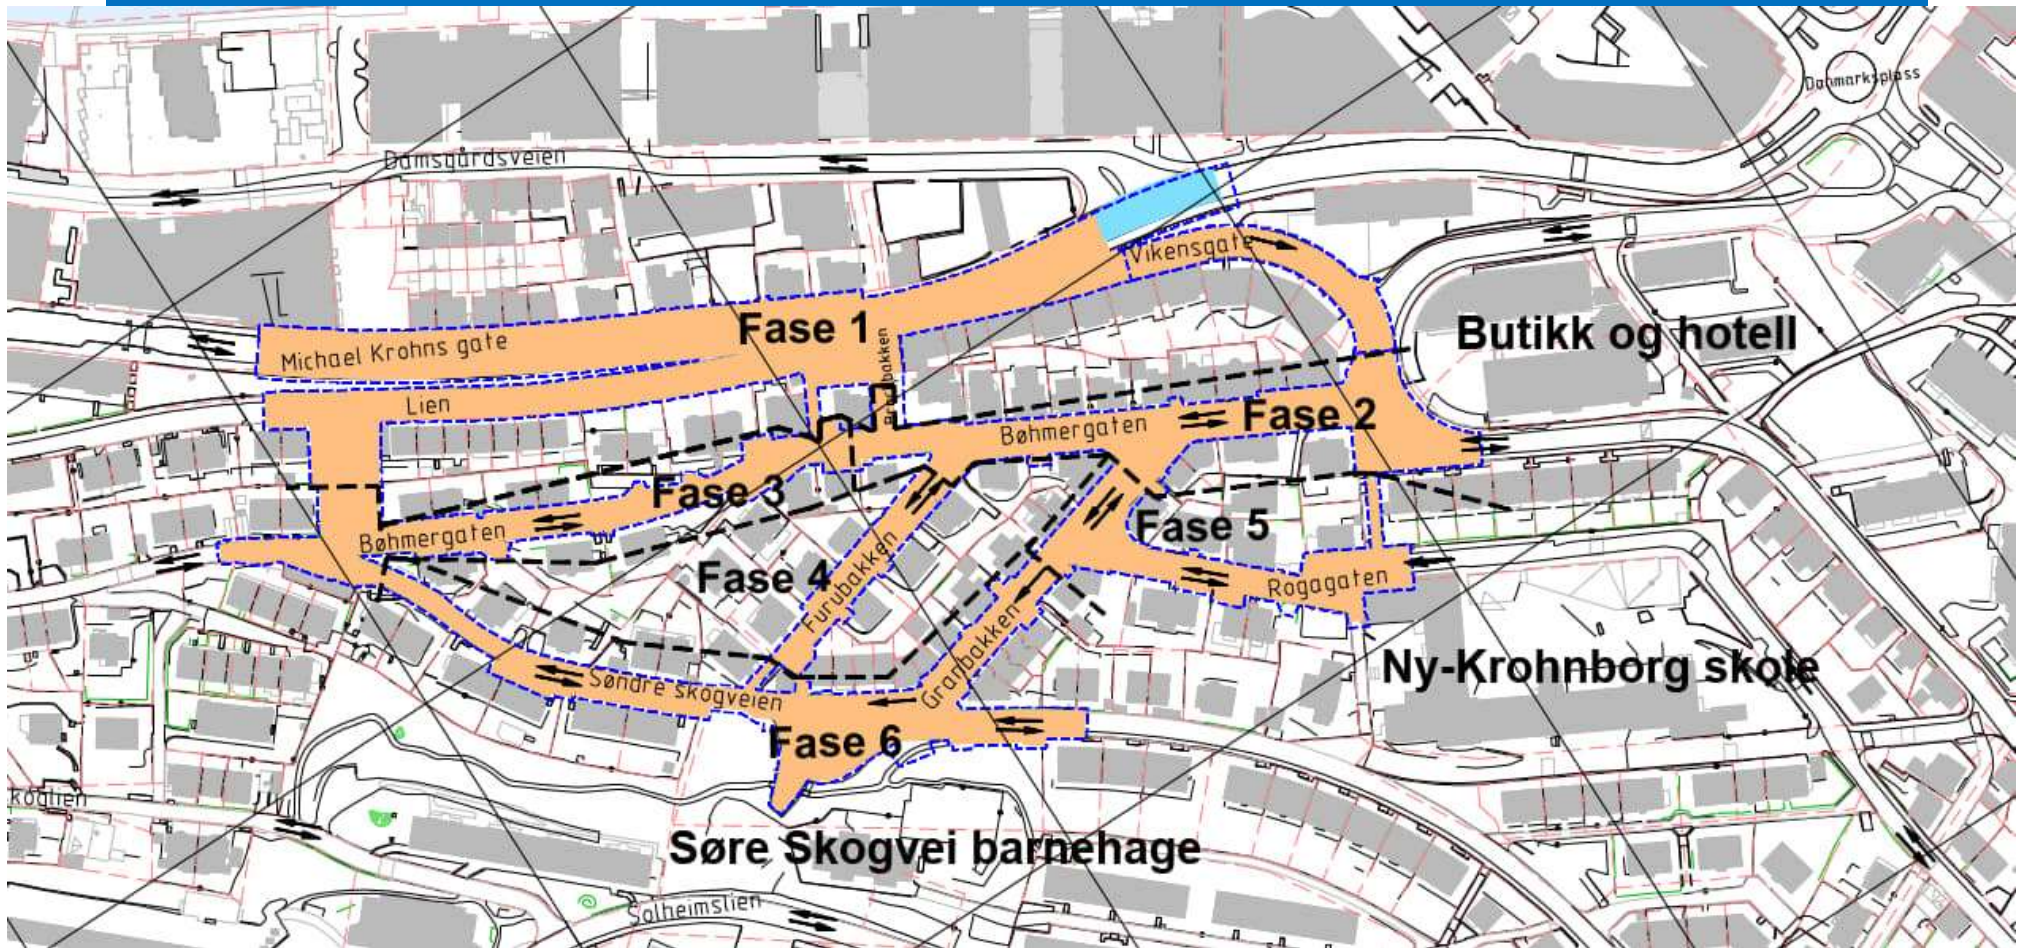 Danmarksplass
Damsgårdsveien
Vikensgate
Fase 1
Butikk og hotell
Michael Krohns gate
Lien
Fase 2
Bøhmergaten
Fase 3
Fase 5
Bøhmergaten
Fase 4
Furubakken
Rogagaten
Granbakken
Ny-Krohnborg skole
Søndre skogveien
Fase 6
koglien
Søre Skogvei barnehage
Solheimslien